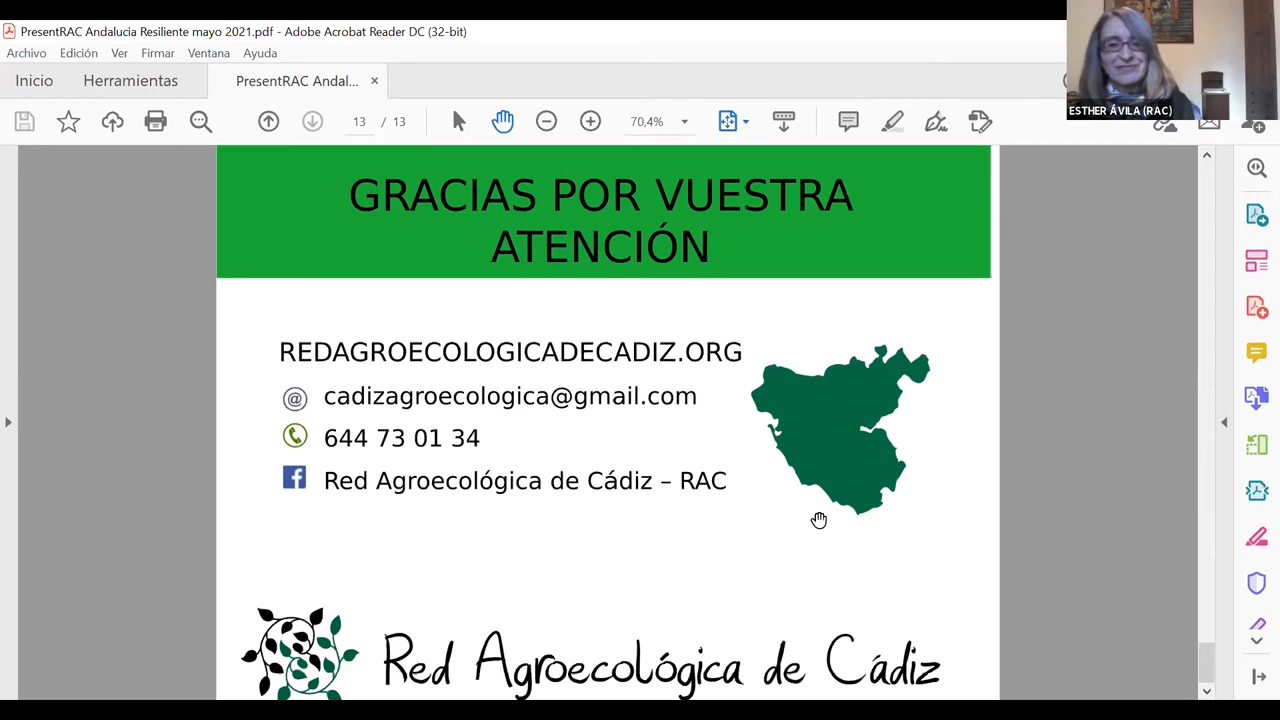 PresentRAC Andalucia Resiliente mayo 2021.pdf - Adobe Acrobat Reader DC (32-bit)
Archivo Edición Ver Firmar Ventana Ayuda
Inicio Herramientas PresentRAC Andal... ×
ESTHER ÁVILA (RAC)
13 / 13 70,4%
GRACIAS POR VUESTRA
ATENCIÓN
REDAGROECOLOGICADECADIZ.ORG
@ cadizagroecologica@gmail.com
644 73 01 34
f Red Agroecológica de Cádiz – RAC
Red Agroecológica de Cádiz